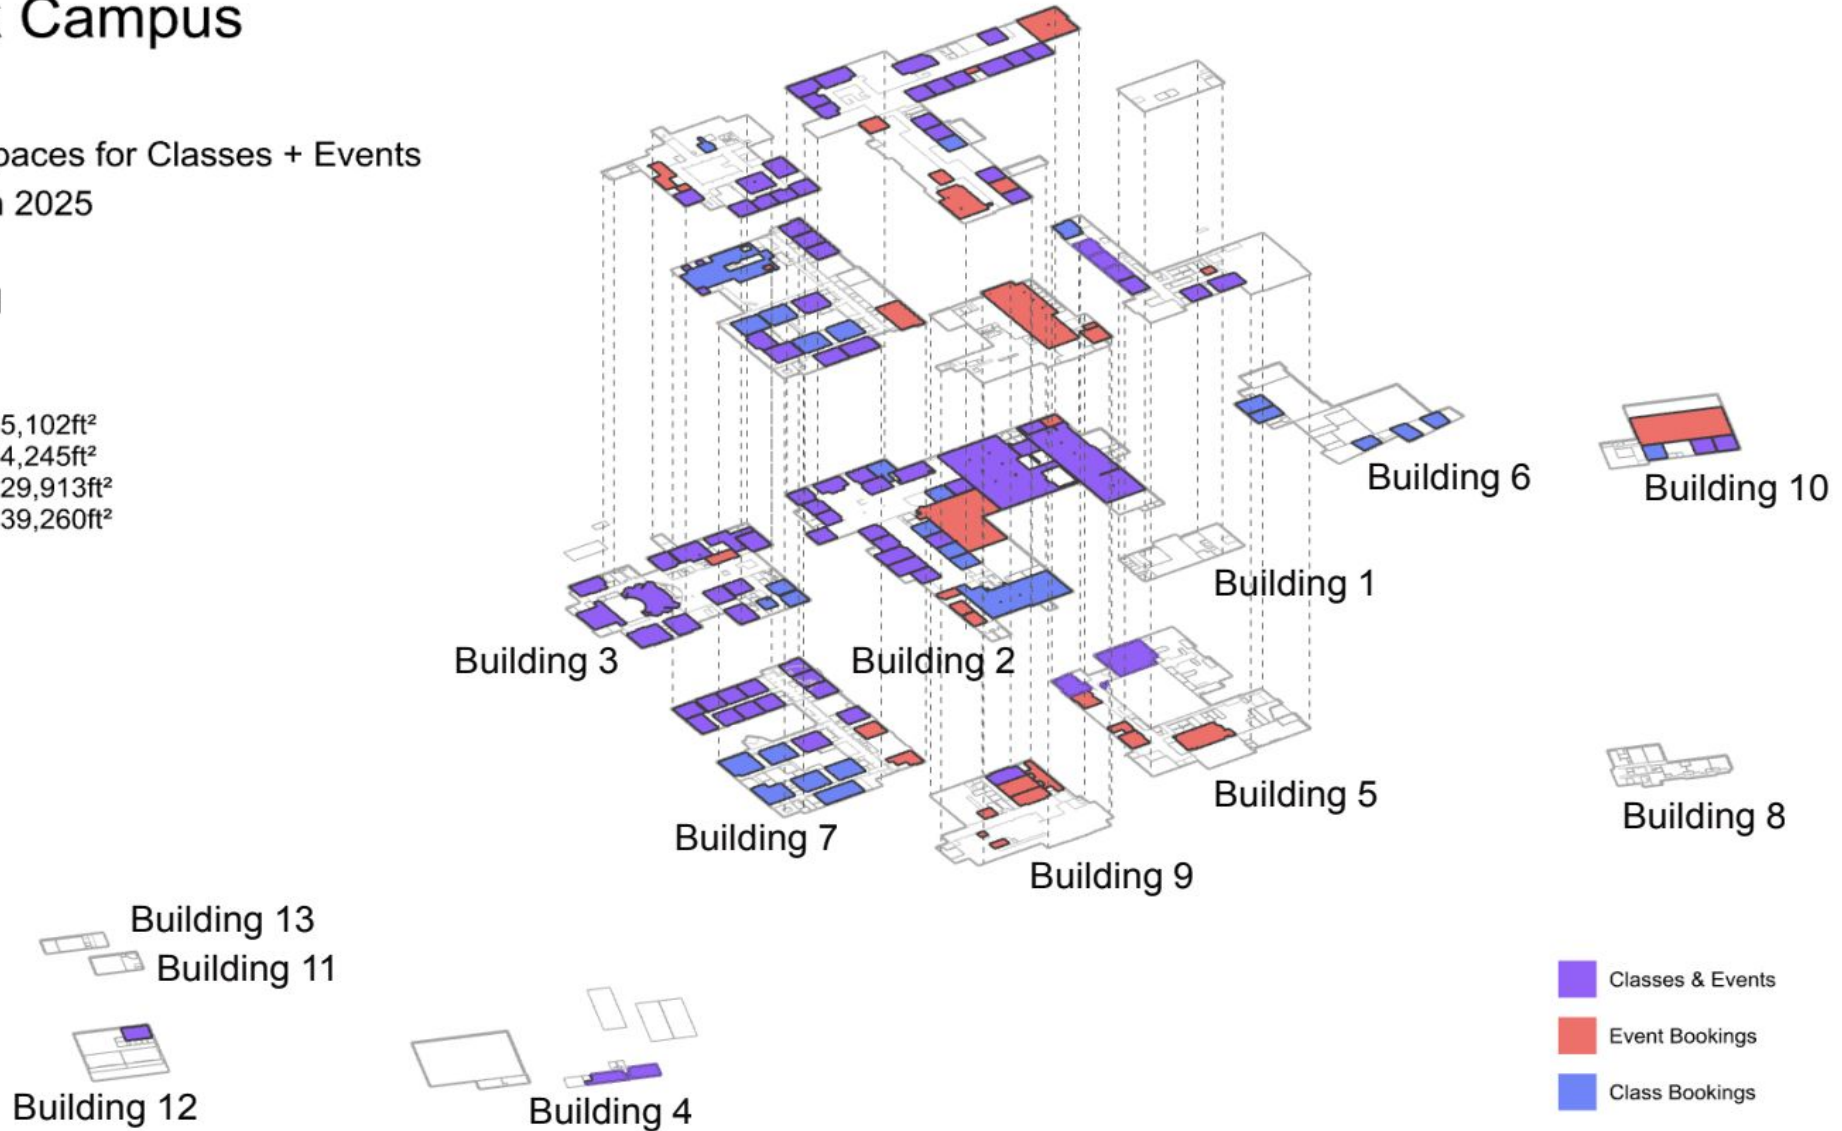 Campus
paces for Classes + Events
2025
5,102ft²
4,245ft²
29,913ft²
39,260ft²
Building 6
Building 10
Building 1
Building 3
Building 2
Building 5
Building 7
Building 8
Building 9
Building 13
Building 11
Building 12
Building 4
Classes & Events
Event Bookings
Class Bookings